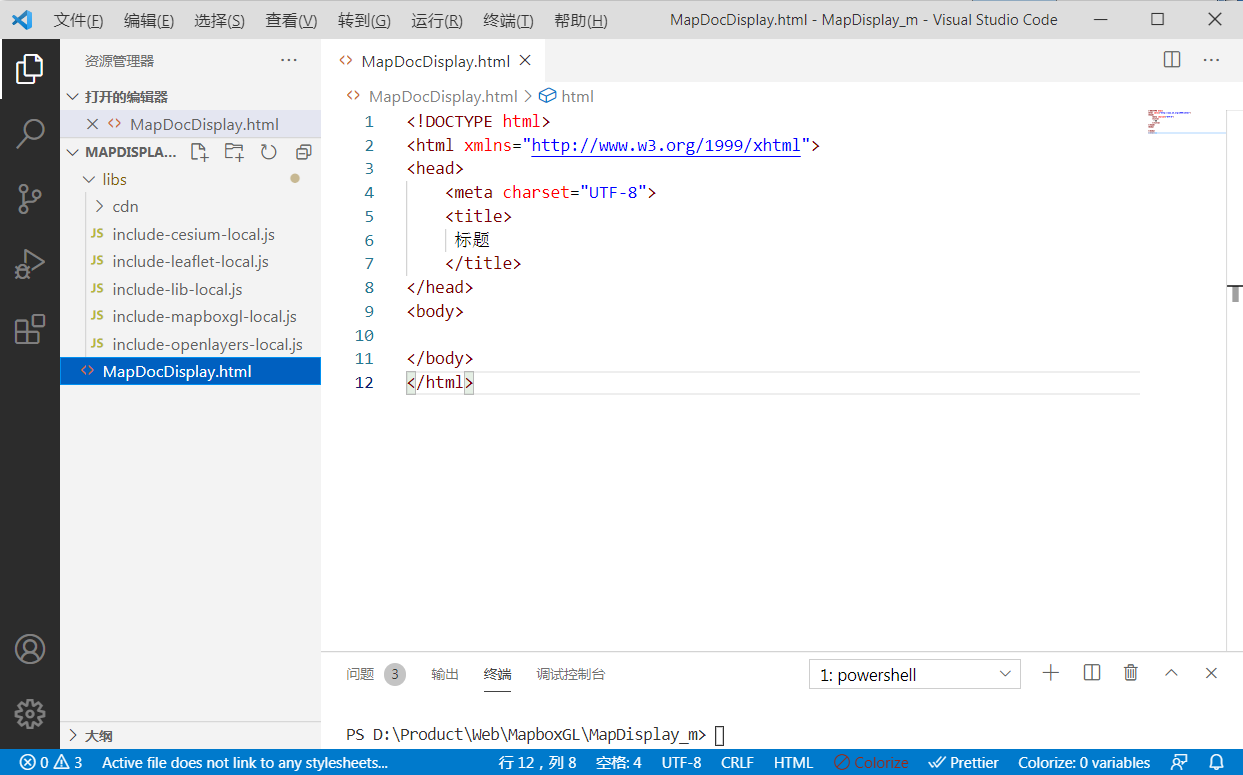 文件(F) 编辑(E) 选择(S) 查看(V) 转到(G) 运行(R) 终端(T) 帮助(H) MapDocDisplay.html - MapDisplay_m - Visual Studio Code
资源管理器
打开的编辑器
MapDocDisplay.html
MAPDISPLA...
libs
cdn
JS include-cesium-local.js
JS include-leaflet-local.js
JS include-lib-local.js
JS include-mapboxgl-local.js
JS include-openlayers-local.js
MapDocDisplay.html
大纲
MapDocDisplay.html
MapDocDisplay.html > html
1 <!DOCTYPE html>
2 <html xmlns="http://www.w3.org/1999/xhtml">
3 <head>
4 <meta charset="UTF-8">
5 <title>
6 标题
7 </title>
8 </head>
9 <body>
10
11 </body>
12 </html>
问题 3 输出 终端 调试控制台 1: powershell
PS D:\Product\Web\MapboxGL\MapDisplay_m>
0 3 Active file does not link to any stylesheets... 行 12，列 8 空格: 4 UTF-8 CRLF HTML Colorize Prettier Colorize: 0 variables